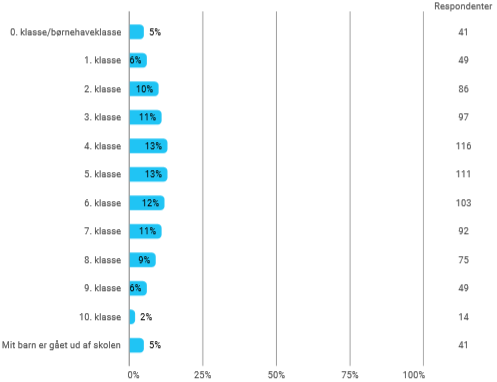 Respondenter
0. klasse/børnehaveklasse 5% 41
1. klasse 6% 49
2. klasse 10% 86
3. klasse 11% 97
4. klasse 13% 116
5. klasse 13% 111
6. klasse 12% 103
7. klasse 11% 92
8. klasse 9% 75
9. klasse 6% 49
10. klasse 2% 14
Mit barn er gået ud af skolen 5% 41
0% 25% 50% 75% 100%